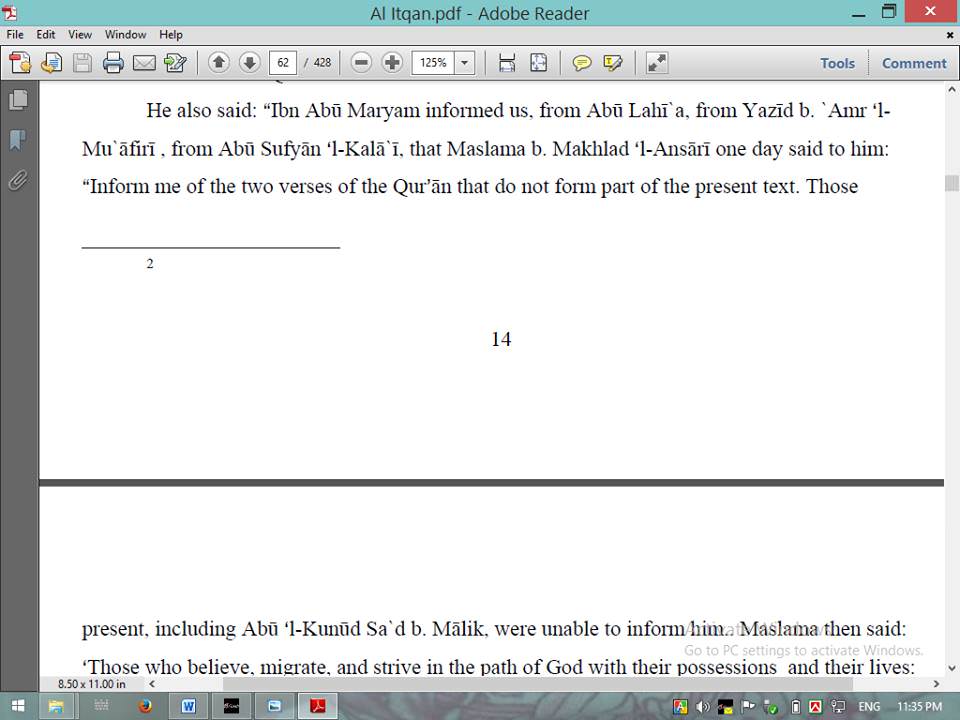 Al Itqan.pdf - Adobe Reader
File Edit View Window Help
62 / 428 125% Tools Comment
He also said: “Ibn Abū Maryam informed us, from Abū Lahī`a, from Yazīd b. `Amr ‘l-
Mu`āfirī , from Abū Sufyān ‘l-Kalā`ī, that Maslama b. Makhlad ‘l-Ansārī one day said to him:
“Inform me of the two verses of the Qur’ān that do not form part of the present text. Those
2
14
present, including Abū ‘l-Kunūd Sa`d b. Mālik, were unable to inform him.. Maslama then said:
Activate Windows
Go to PC settings to activate Windows.
‘Those who believe, migrate, and strive in the path of God with their possessions and their lives:
8.50 x 11.00 in
ENG 11:35 PM